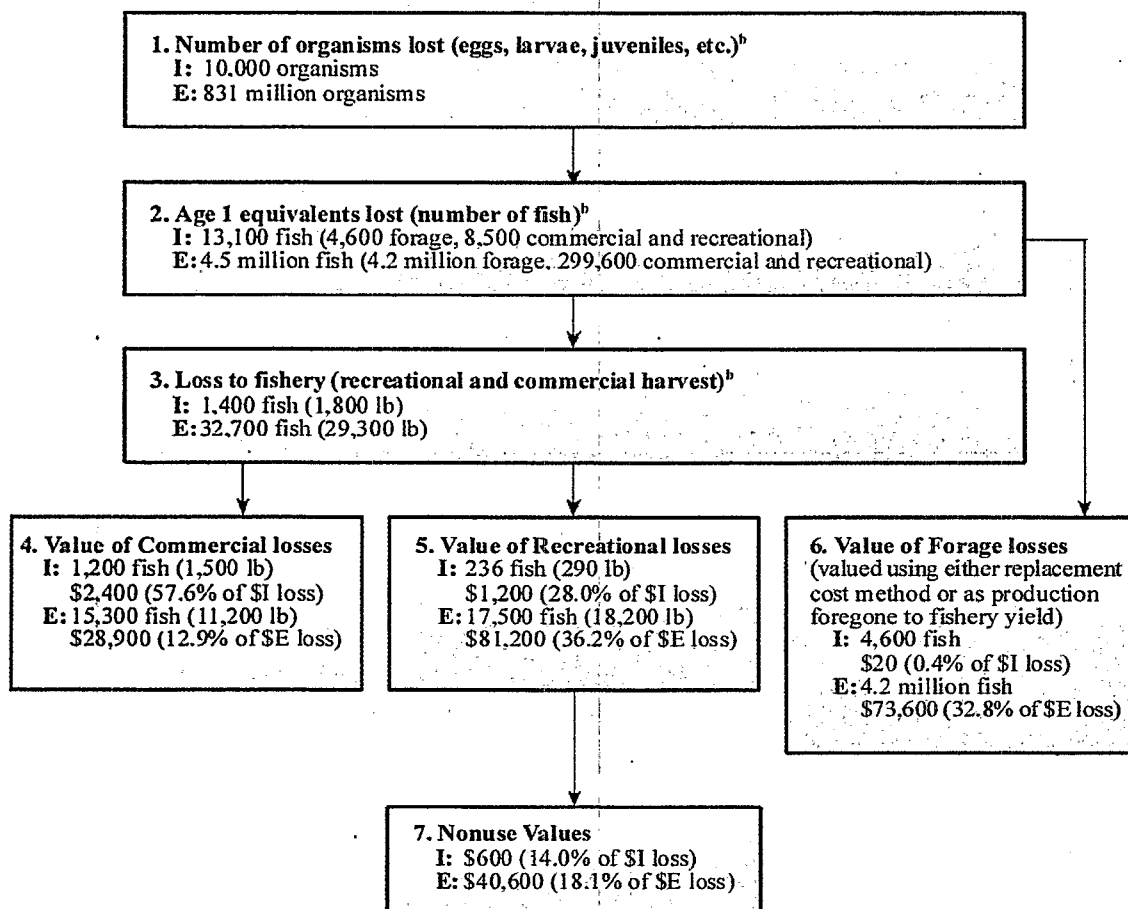 1. Number of organisms lost (eggs, larvae, juveniles, etc.)b
I: 10.000 organisms
E: 831 million organisms
2. Age 1 equivalents lost (number of fish)b
I: 13,100 fish (4,600 forage, 8,500 commercial and recreational)
E: 4.5 million fish (4.2 million forage, 299,600 commercial and recreational)
3. Loss to fishery (recreational and commercial harvest)b
I: 1,400 fish (1,800 lb)
E: 32,700 fish (29,300 lb)
4. Value of Commercial losses
I: 1,200 fish (1,500 lb)
$2,400 (57.6% of $I loss)
E: 15,300 fish (11,200 lb)
$28,900 (12.9% of $E loss)
5. Value of Recreational losses
I: 236 fish (290 lb)
$1,200 (28.0% of $I loss)
E: 17,500 fish (18,200 lb)
$81,200 (36.2% of $E loss)
6. Value of Forage losses
(valued using either replacement
cost method or as production
foregone to fishery yield)
I: 4,600 fish
$20 (0.4% of $I loss)
E: 4.2 million fish
$73,600 (32.8% of $E loss)
7. Nonuse Values
I: $600 (14.0% of $I loss)
E: $40,600 (18.1% of $E loss)